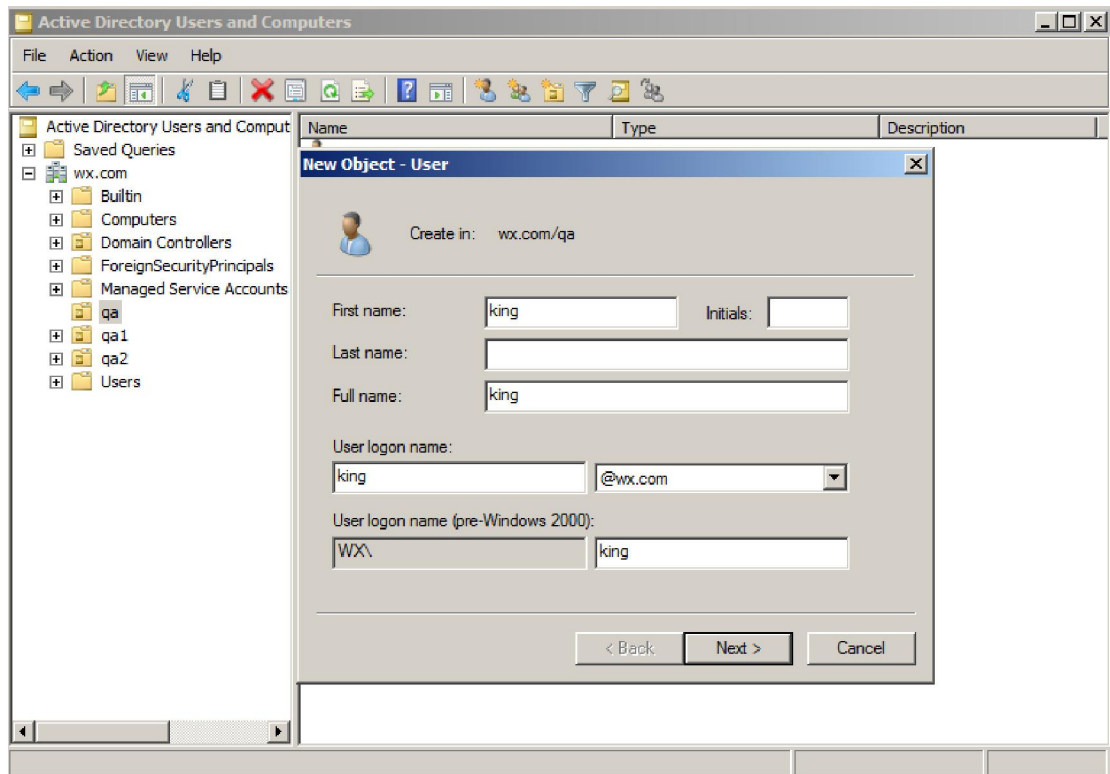 Active Directory Users and Computers
File Action View Help
Active Directory Users and Comput
Name Type Description
Saved Queries
wx.com
Builtin
Computers
Domain Controllers
ForeignSecurityPrincipals
Managed Service Accounts
qa
qa1
qa2
Users
New Object - User
Create in: wx.com/qa
First name: king Initials:
Last name:
Full name: king
User logon name:
king @wx.com
User logon name (pre-Windows 2000):
WX\ king
< Back Next > Cancel